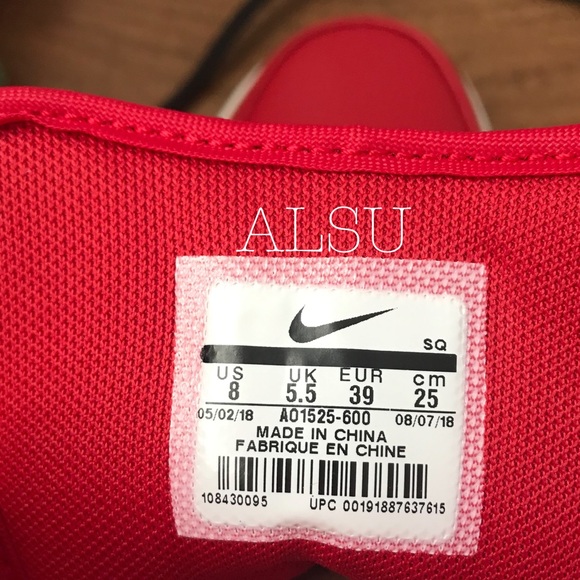 ALSU
SQ
US UK EUR cm
8 5.5 39 25
05/02/18 AO1525-600 08/07/18
MADE IN CHINA
FABRIQUE EN CHINE
108430095 UPC 00191887637615